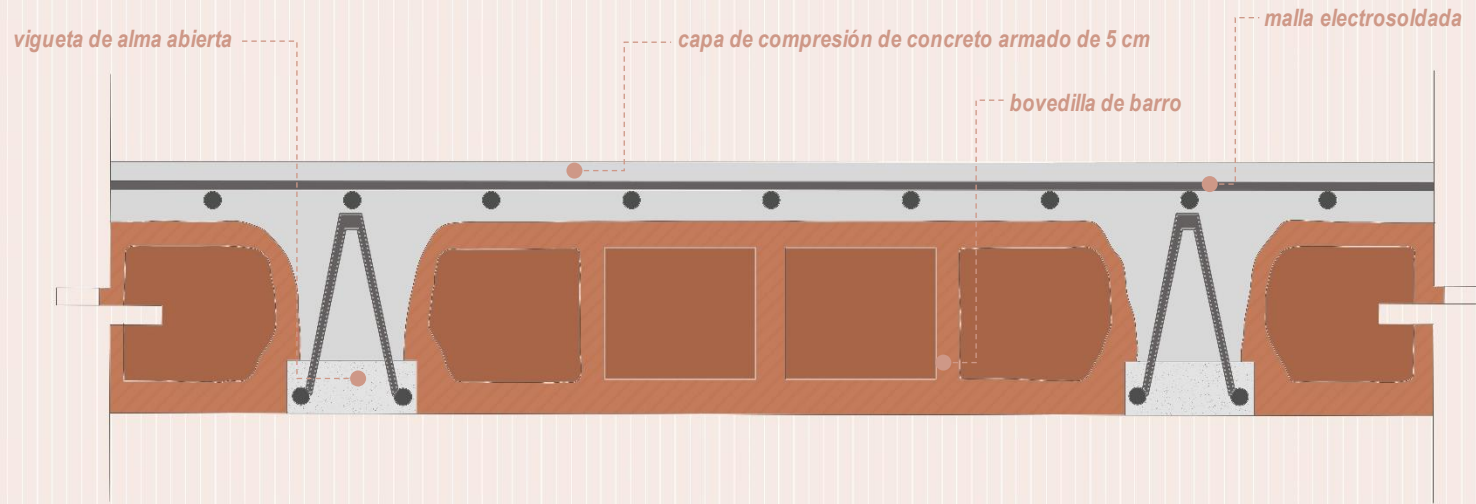 malla electrosoldada
vigueta de alma abierta
capa de compresión de concreto armado de 5 cm
bovedilla de barro